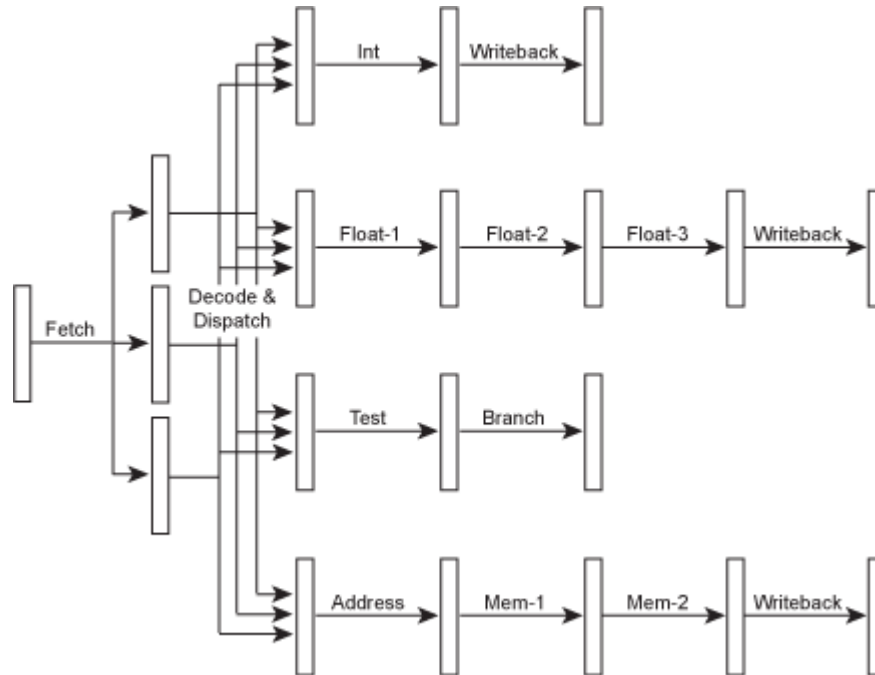 Int
Writeback
Float-1
Float-2
Float-3
Writeback
Decode &
Dispatch
Fetch
Test
Branch
Address
Mem-1
Mem-2
Writeback